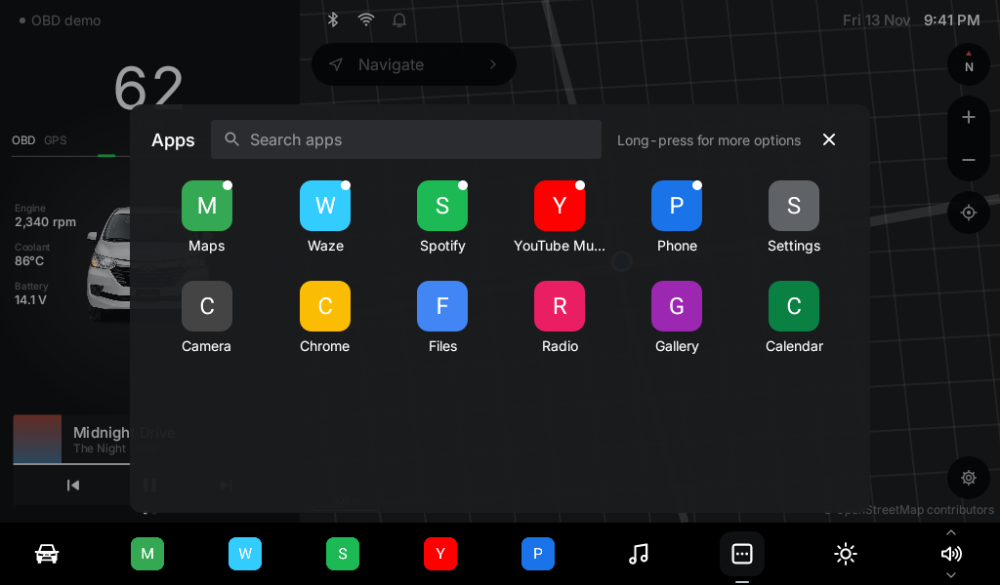 OBD demo
Fri 13 Nov 9:41 PM
Navigate
N
62
OBD GPS
Apps
Search apps
Long-press for more options
M
W
S
Y
P
S
Maps
Waze
Spotify
YouTube Mu...
Phone
Settings
Engine
2,340 rpm
Coolant
86°C
Battery
14.1 V
C
C
F
R
G
C
Camera
Chrome
Files
Radio
Gallery
Calendar
Midnight Drive
The Night
OpenStreetMap contributors
M
W
S
Y
P